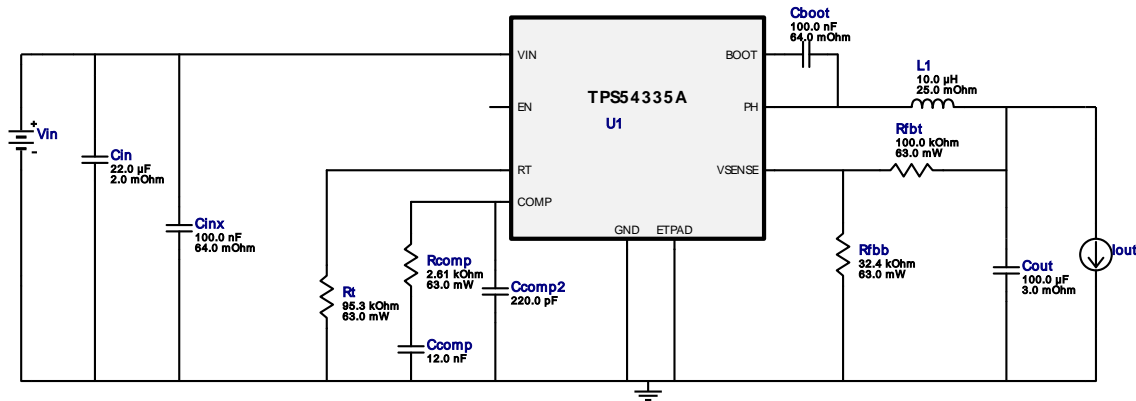 Cboot
100.0 nF
64.0 mOhm
VIN
BOOT
L1
10.0 µH
25.0 mOhm
TPS54335A
U1
EN
PH
Vin
+
-
Cin
22.0 µF
2.0 mOhm
Rfbt
100.0 kOhm
63.0 mW
RT
VSENSE
COMP
Cinx
100.0 nF
64.0 mOhm
GND
ETPAD
Rcomp
2.61 kOhm
63.0 mW
Ccomp2
220.0 pF
Rt
95.3 kOhm
63.0 mW
Rfbb
32.4 kOhm
63.0 mW
Iout
Cout
100.0 µF
3.0 mOhm
Ccomp
12.0 nF